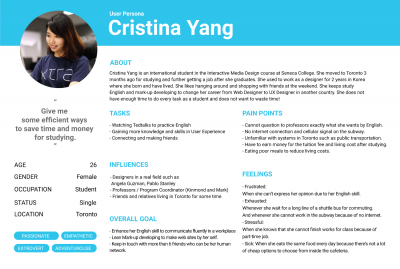 User Persona
Cristina Yang
xtra
ABOUT
Cristina Yang is an international student in the Interactive Media Design course at Seneca College. She moved to Toronto 3
months ago for studying and further getting a job after she graduates. She used to work as a designer for 2 years in Korea
where she born and have lived. She likes hanging around and shopping with friends at the weekend. She keeps study
English and mark-up developing to change her career from Web Designer to UX Designer in another country. She does not
have enough time to do every task as a student and does not want to waste time!
“
Give me
some efficient ways
to save time and money
for studying.
”
AGE 26
GENDER Female
OCCUPATION Student
STATUS Single
LOCATION Toronto
PASSIONATE EMPATHETIC
EXTROVERT ADVENTUROUS
TASKS
- Watching Tedtalks to practice English
- Gaining more knowledge and skills in User Experience
- Connecting and making friends
INFLUENCES
- Designers in a real field such as
Angela Guzman, Pablo Stanley
- Professors / Program Coordinator (Kinmond and Mark)
- Friends and relatives living in Toronto for some time
OVERALL GOAL
- Enhance her English skill to communicate fluently in a workplace
- Lean Mark-up developing to make web sites by her self.
- Keep in touch with more than 5 friends who can be her human
network.
PAIN POINTS
- Cannot question to professors exactly what she wants by English.
- No internet connection and cellular signal on the subway.
- Unfamiliar with systems in Toronto such as public transportation.
- Have to earn money for the tuition fee and living cost after studying.
- Eating poor meals to reduce living costs.
FEELINGS
- Frustrated:
When she can't express her opinion due to her English skill.
- Exhausted:
Whenever she wait for a long line of a shuttle bus for commuting.
And whenever she cannot work in the subway because of no internet.
- Stressful:
When she knows that she cannot finish works for class because of
part-time job.
- Sick: When she eats the same food every day because there's not a lot
of cheap options to choose from inside the cafeteria.